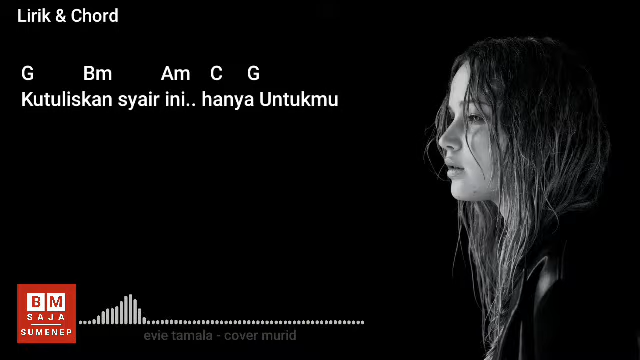 Lirik & Chord
G Bm Am C G
Kutuliskan syair ini.. hanya Untukmu
BM
SAJA
SUMENEP
evie tamala - cover murid